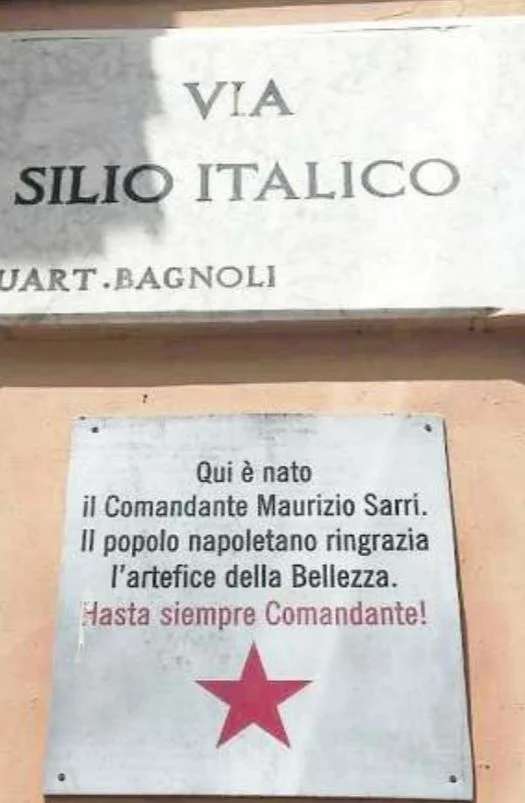 VIA
SILIO ITALICO
UART.BAGNOLI
Qui è nato
il Comandante Maurizio Sarri.
Il popolo napoletano ringrazia
l'artefice della Bellezza.
Hasta siempre Comandante!